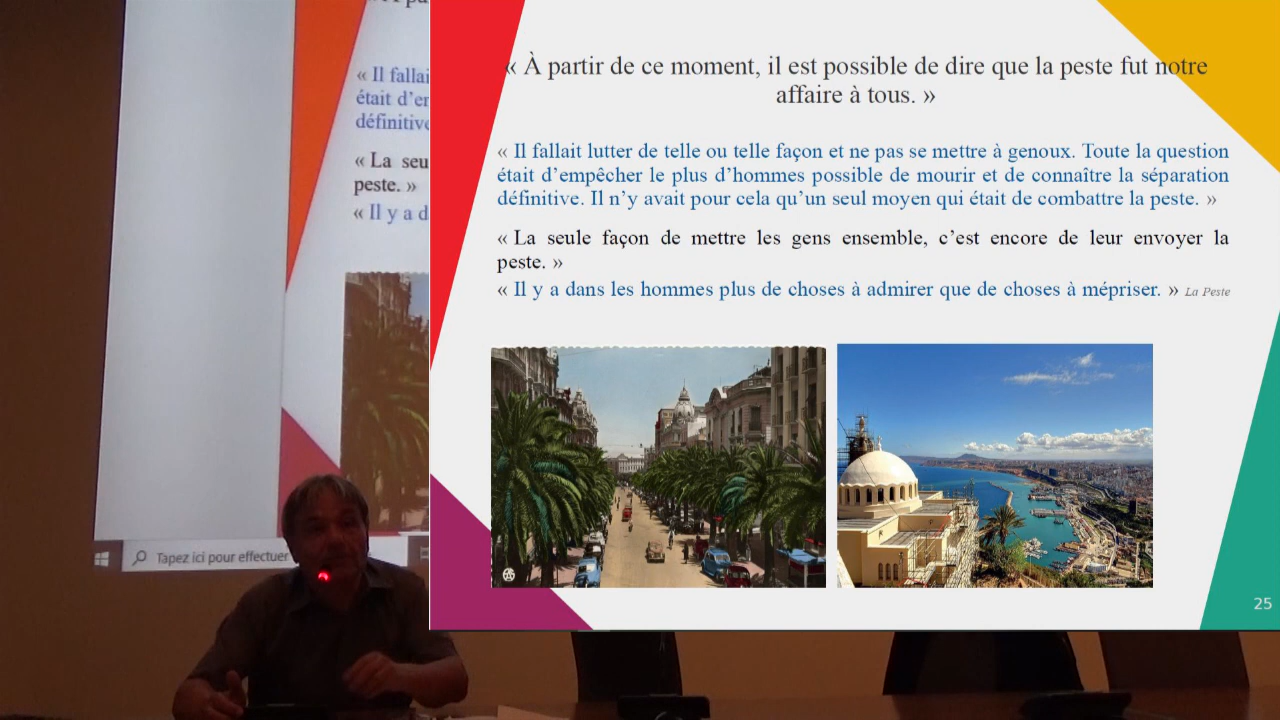 « Il fallai
était d'en
définitive
« La seu
peste. »
« Il y a d
Tapez ici pour effectuer
« À partir de ce moment, il est possible de dire que la peste fut notre
affaire à tous. »
« Il fallait lutter de telle ou telle façon et ne pas se mettre à genoux. Toute la question
était d’empêcher le plus d’hommes possible de mourir et de connaître la séparation
définitive. Il n’y avait pour cela qu’un seul moyen qui était de combattre la peste. »
« La seule façon de mettre les gens ensemble, c’est encore de leur envoyer la
peste. »
« Il y a dans les hommes plus de choses à admirer que de choses à mépriser. » La Peste
25